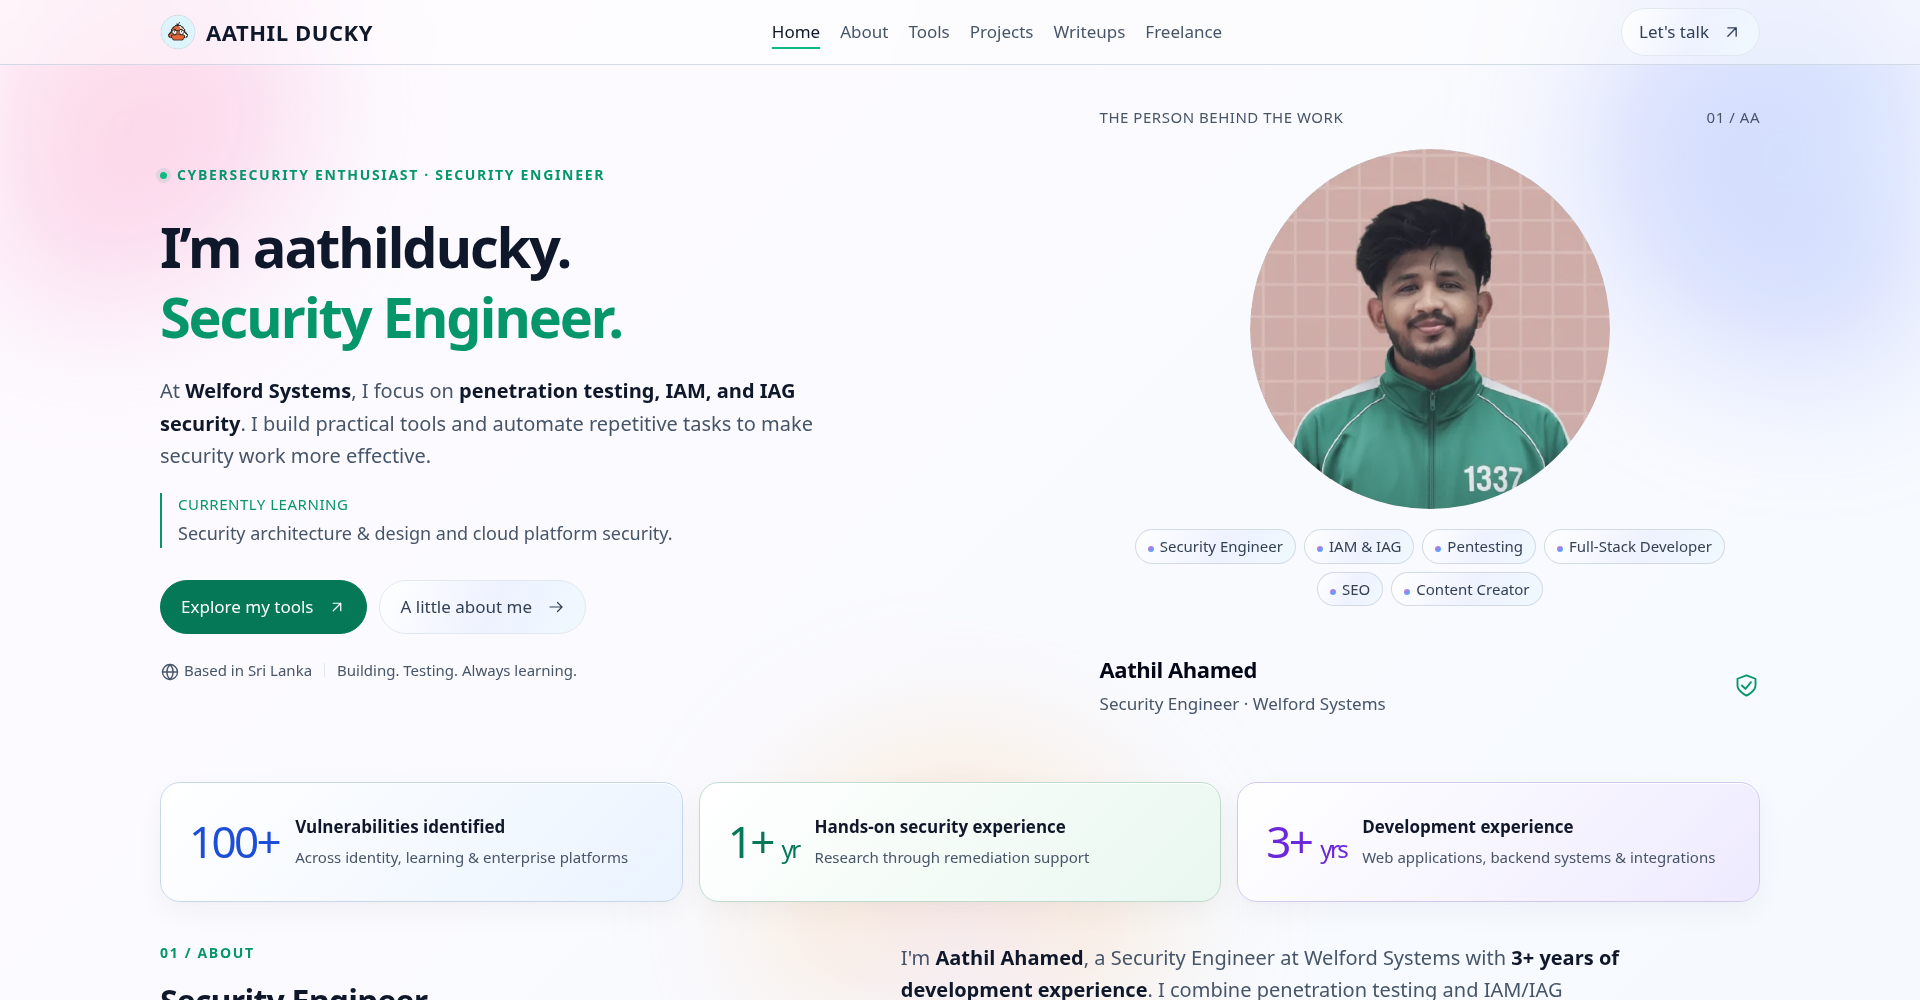 AATHIL DUCKY
Home About Tools Projects Writeups Freelance
Let's talk
CYBERSECURITY ENTHUSIAST · SECURITY ENGINEER
I’m aathilducky.
Security Engineer.
At Welford Systems, I focus on penetration testing, IAM, and IAG
security. I build practical tools and automate repetitive tasks to make
security work more effective.
CURRENTLY LEARNING
Security architecture & design and cloud platform security.
Explore my tools
A little about me
Based in Sri Lanka
Building. Testing. Always learning.
THE PERSON BEHIND THE WORK
01 / AA
1337
Security Engineer
IAM & IAG
Pentesting
Full-Stack Developer
SEO
Content Creator
Aathil Ahamed
Security Engineer · Welford Systems
100+
Vulnerabilities identified
Across identity, learning & enterprise platforms
1+ yr
Hands-on security experience
Research through remediation support
3+ yrs
Development experience
Web applications, backend systems & integrations
01 / ABOUT
Security Engineer
I'm Aathil Ahamed, a Security Engineer at Welford Systems with 3+ years of
development experience. I combine penetration testing and IAM/IAG